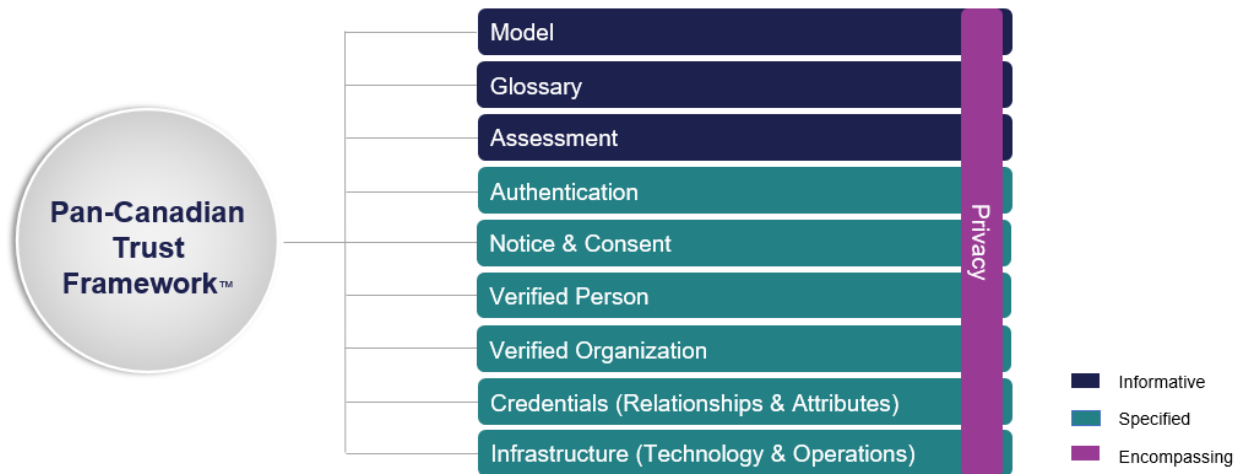 Pan-Canadian
Trust
Framework™
Model
Glossary
Assessment
Authentication
Notice & Consent
Verified Person
Verified Organization
Credentials (Relationships & Attributes)
Infrastructure (Technology & Operations)
Privacy
Informative
Specified
Encompassing